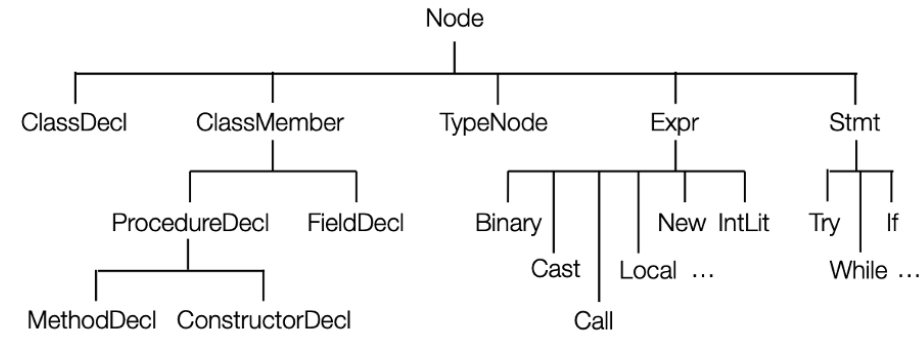 Node
ClassDecl ClassMember TypeNode Expr Stmt
ProcedureDecl FieldDecl Binary New IntLit Try If
Cast Local ... While ...
MethodDecl ConstructorDecl Call